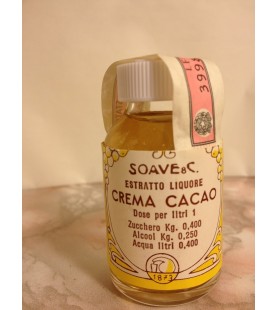 SOAVE & C.
ESTRATTO LIQUORE
CREMA CACAO
Dose per litri 1
Zucchero Kg. 0,400
Alcool Kg. 0,250
Acqua litri 0,400
1873